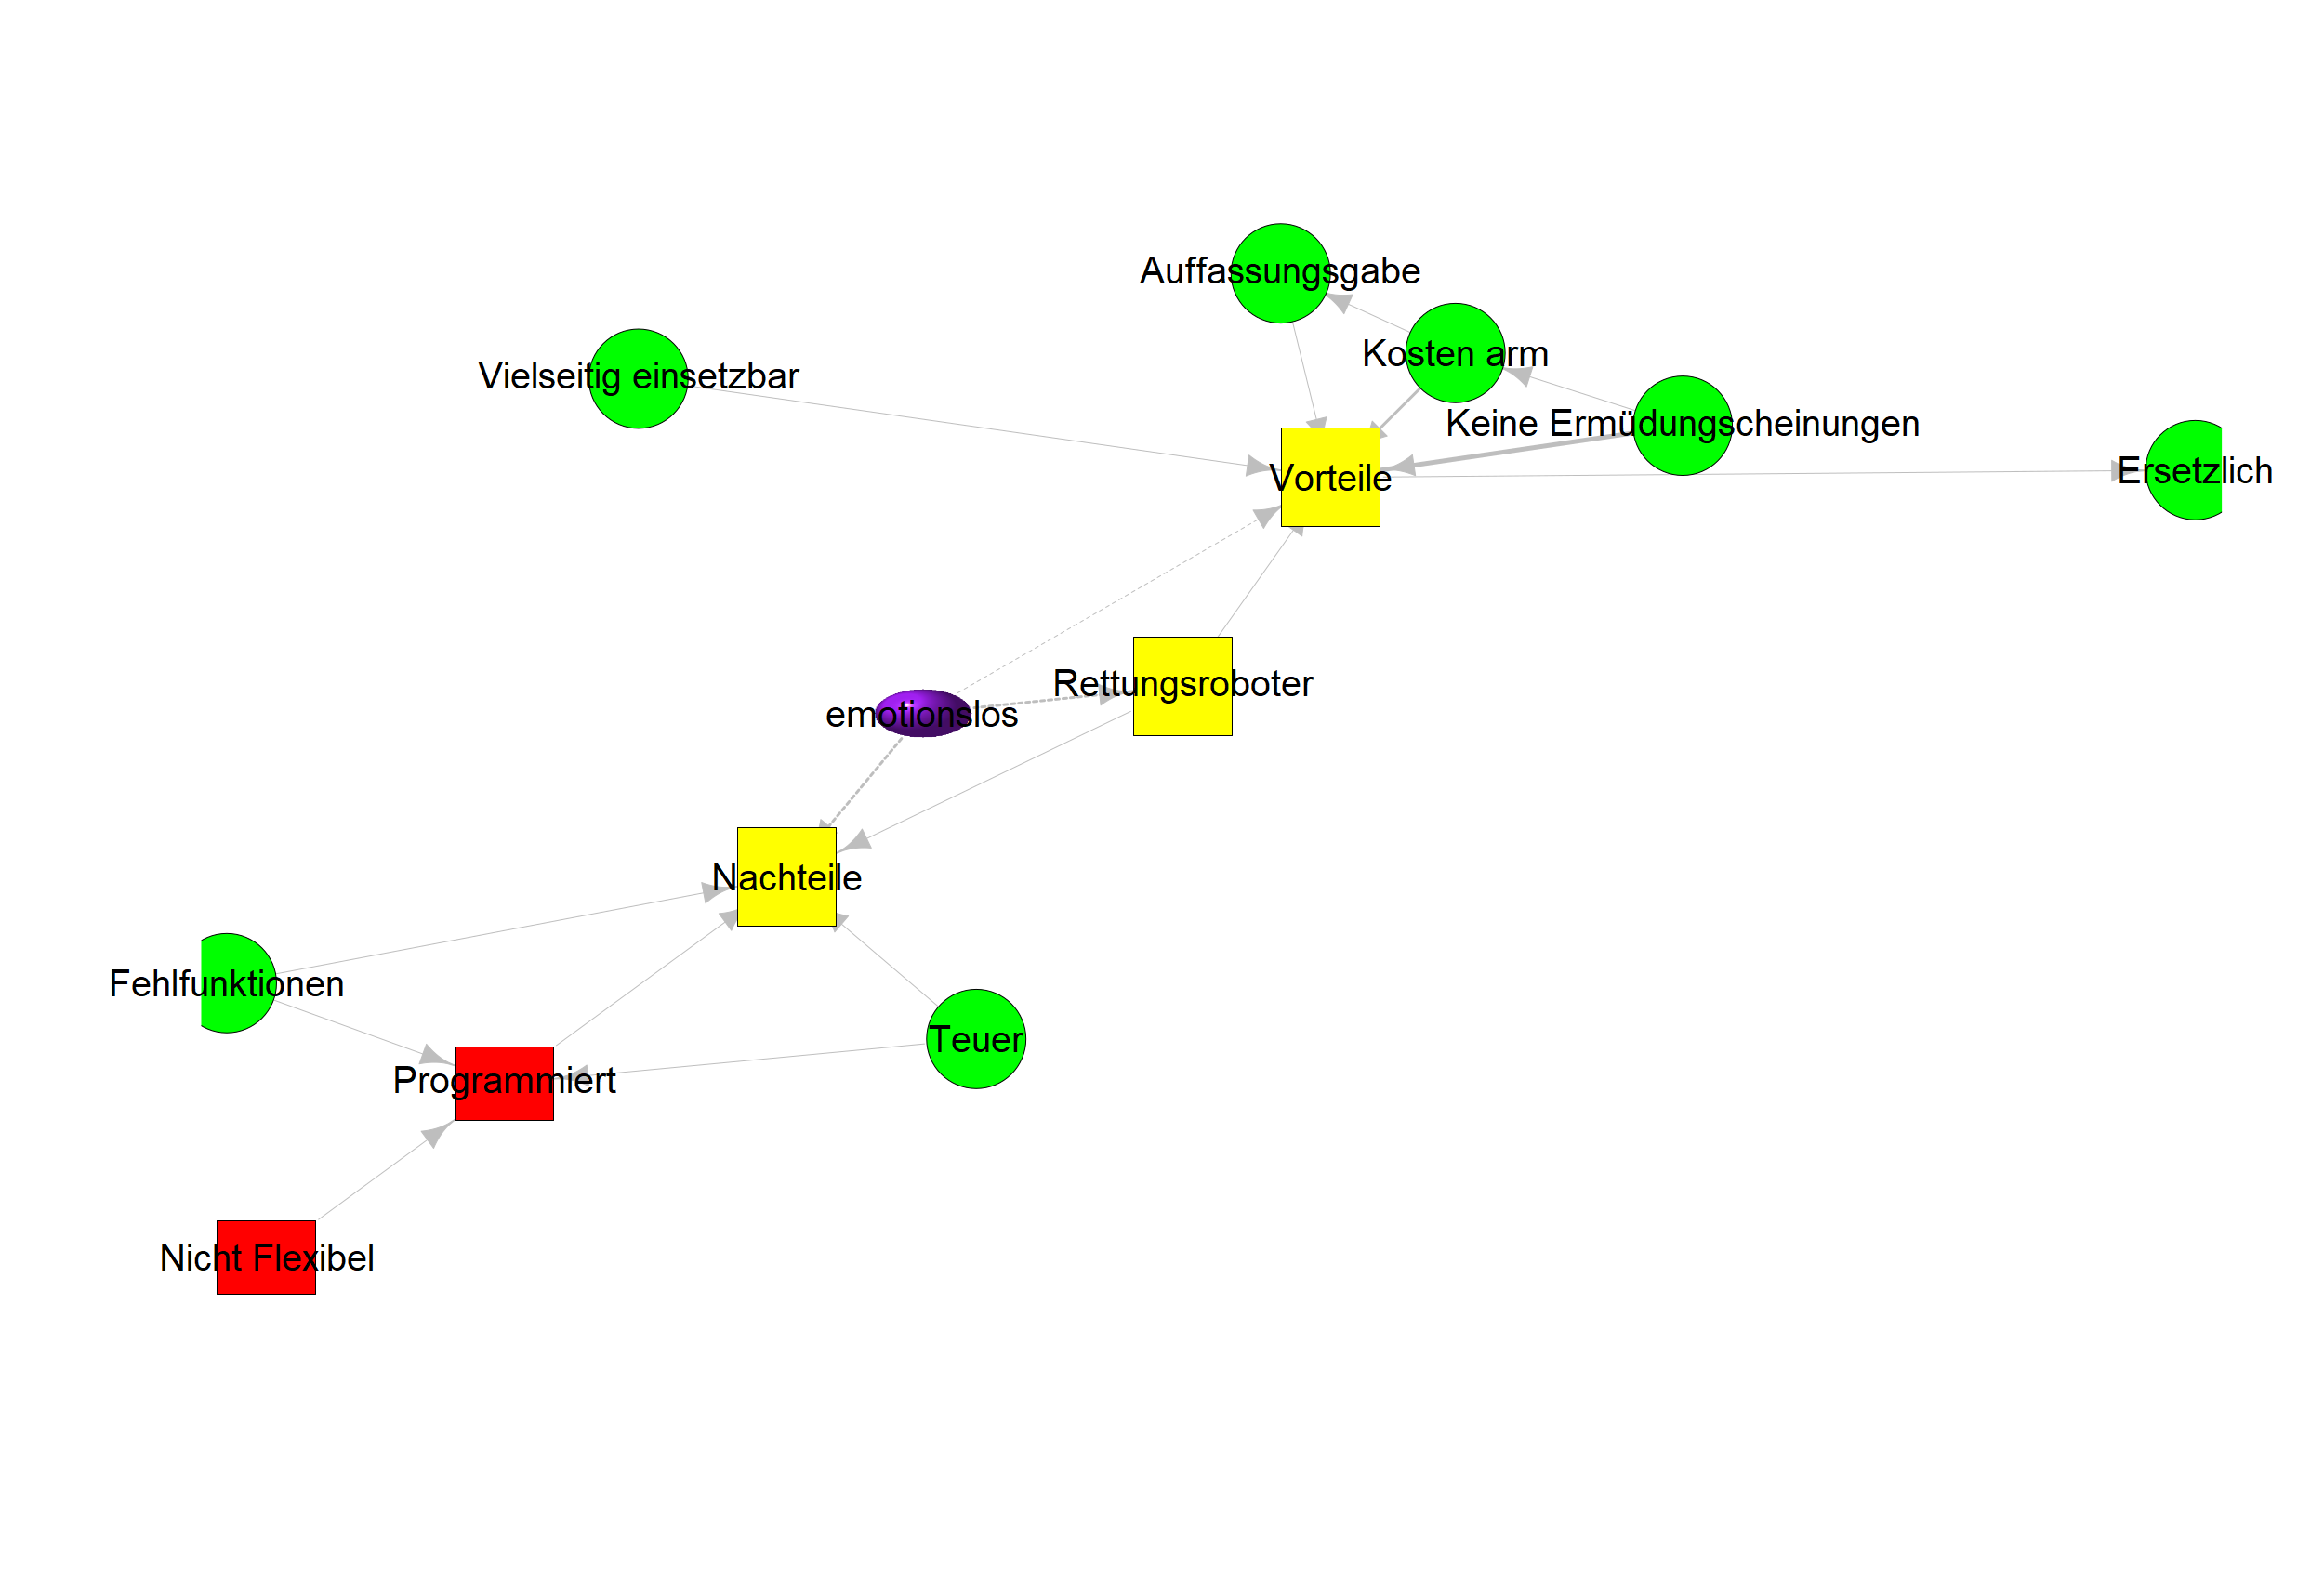 Auffassungsgabe
Kosten arm
Vielseitig einsetzbar
Keine Ermüdungscheinungen
Vorteile
Ersetzlich
Rettungsroboter
emotionslos
Nachteile
Fehlfunktionen
Teuer
Programmiert
Nicht Flexibel